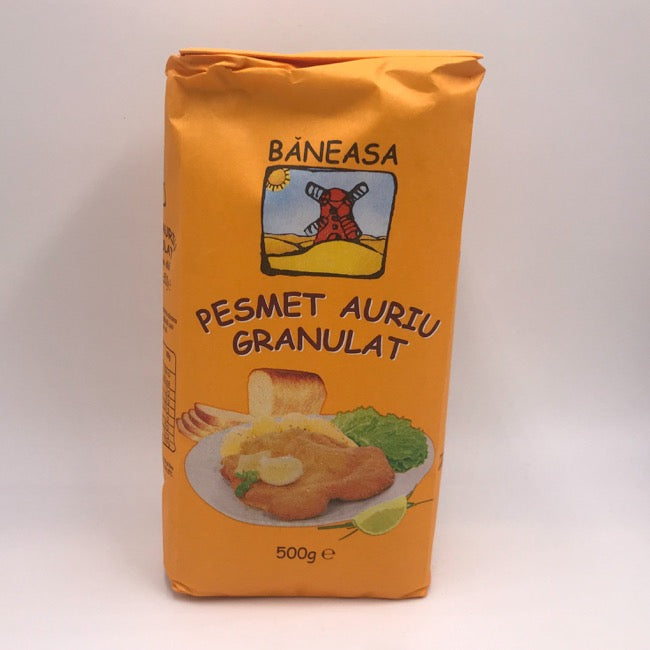 BĂNEASA
PESMET AURIU
GRANULAT
500g ℮